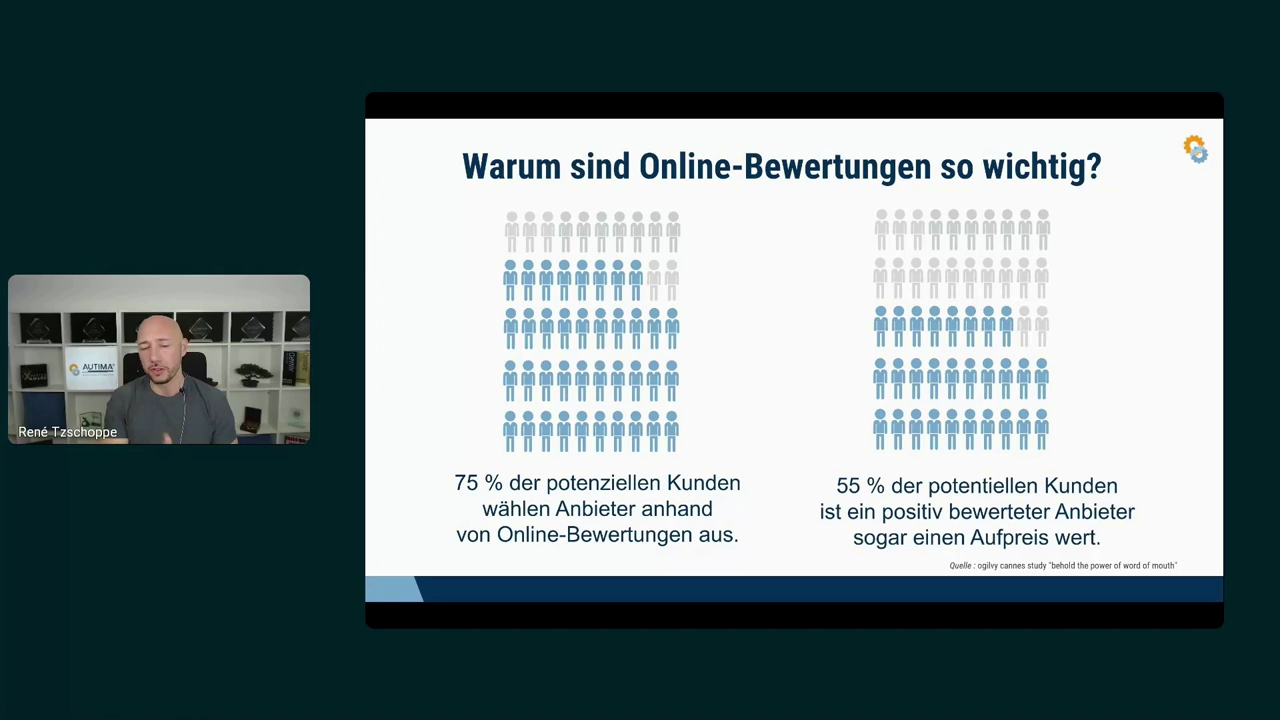 Warum sind Online-Bewertungen so wichtig?
75 % der potenziellen Kunden
wählen Anbieter anhand
von Online-Bewertungen aus.
55 % der potentiellen Kunden
ist ein positiv bewerteter Anbieter
sogar einen Aufpreis wert.
Quelle : ogilvy cannes study "behold the power of word of mouth"
AUTIMA
René Tzschoppe